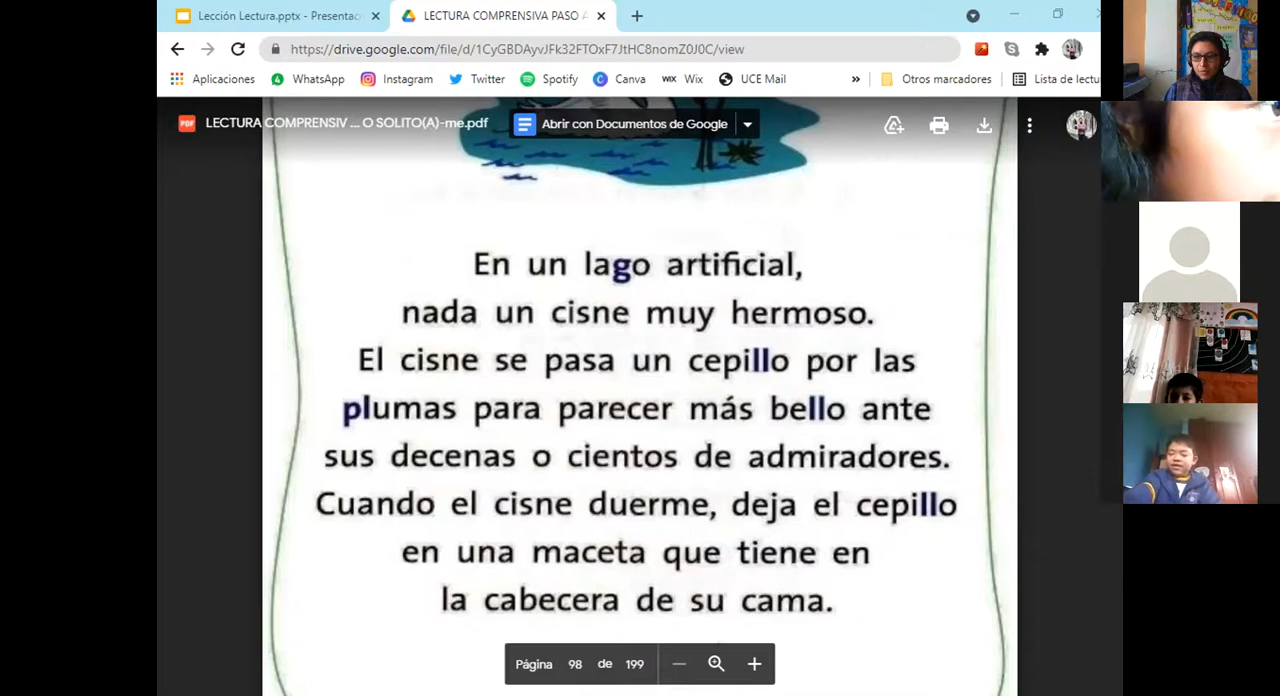 Lección Lectura.pptx - Presentac
LECTURA COMPRENSIVA PASO A
https://drive.google.com/file/d/1CyGBDAyvJFk32FTOxF7JtHC8nomZ0J0C/view
Aplicaciones WhatsApp Instagram Twitter Spotify Canva WiX Wix UCE Mail » Otros marcadores Lista de lectu
PDF LECTURA COMPRENSIV ... O SOLITO(A)-me.pdf Abrir con Documentos de Google
En un lago artificial,
nada un cisne muy hermoso.
El cisne se pasa un cepillo por las
plumas para parecer más bello ante
sus decenas o cientos de admiradores.
Cuando el cisne duerme, deja el cepillo
en una maceta que tiene en
la cabecera de su cama.
Página 98 de 199